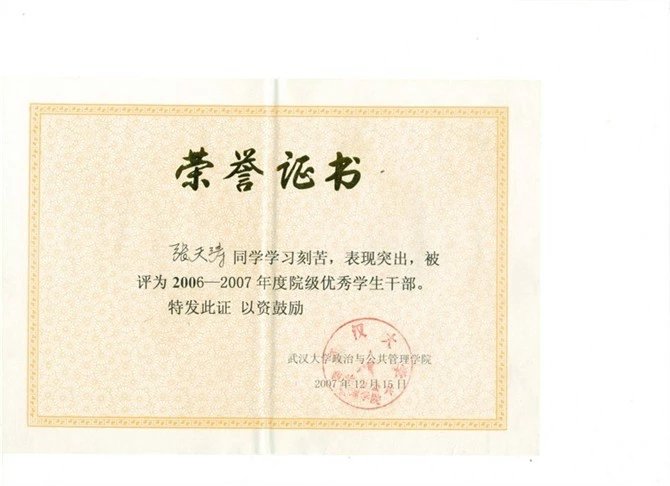 荣誉证书
张天琦同学学习刻苦，表现突出，被
评为2006—2007年度院级优秀学生干部。
特发此证 以资鼓励
武汉大学政治与公共管理学院
2007年12月15日